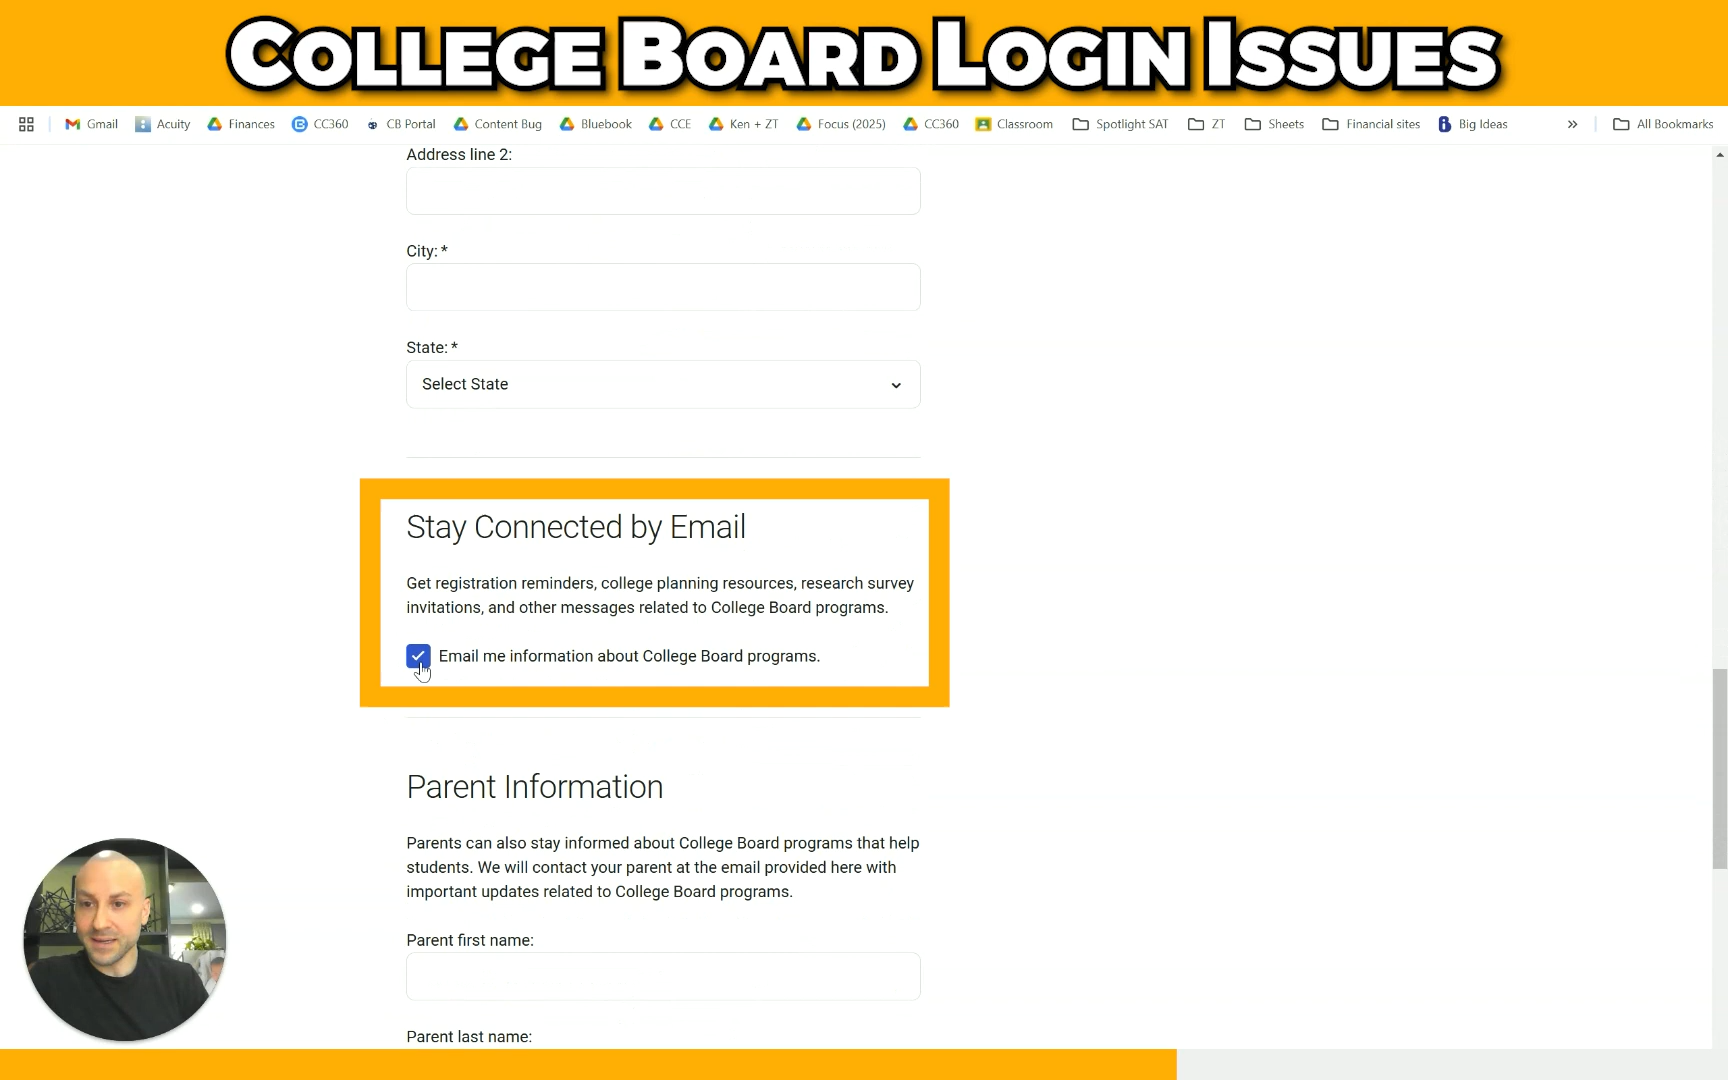 COLLEGE BOARD LOGIN ISSUES
Gmail Acuity Finances CC360 CB Portal Content Bug Bluebook CCE Ken + ZT Focus (2025) CC360 Classroom Spotlight SAT ZT Sheets Financial sites Big Ideas » All Bookmarks
Address line 2:
City: *
State: *
Select State
Stay Connected by Email
Get registration reminders, college planning resources, research survey
invitations, and other messages related to College Board programs.
Email me information about College Board programs.
Parent Information
Parents can also stay informed about College Board programs that help
students. We will contact your parent at the email provided here with
important updates related to College Board programs.
Parent first name:
Parent last name: